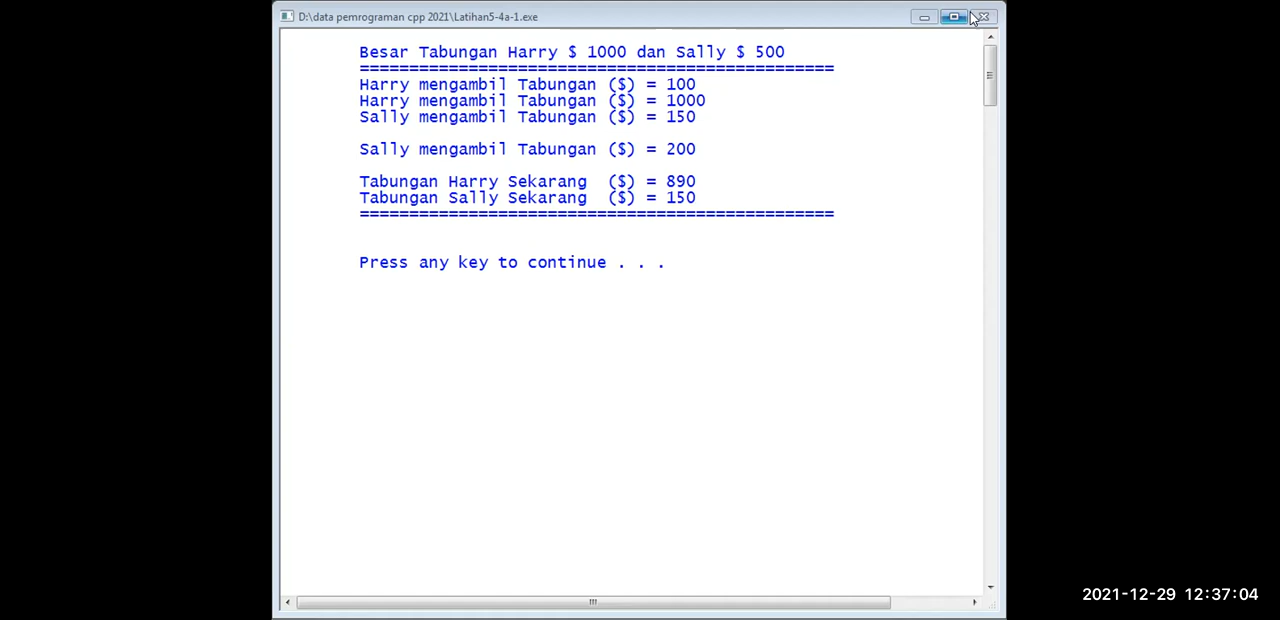 D:\data pemrograman cpp 2021\Latihan5-4a-1.exe
Besar Tabungan Harry $ 1000 dan Sally $ 500
================================================
Harry mengambil Tabungan ($) = 100
Harry mengambil Tabungan ($) = 1000
Sally mengambil Tabungan ($) = 150
Sally mengambil Tabungan ($) = 200
Tabungan Harry Sekarang  ($) = 890
Tabungan Sally Sekarang  ($) = 150
================================================
Press any key to continue . . .
2021-12-29 12:37:04